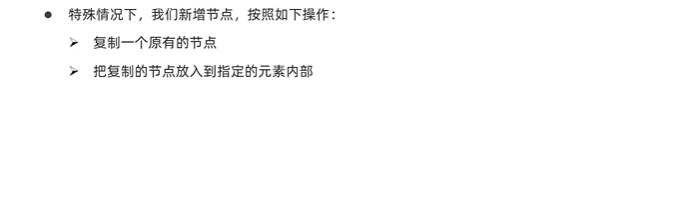 ● 特殊情况下，我们新增节点，按照如下操作：
➢ 复制一个原有的节点
➢ 把复制的节点放入到指定的元素内部